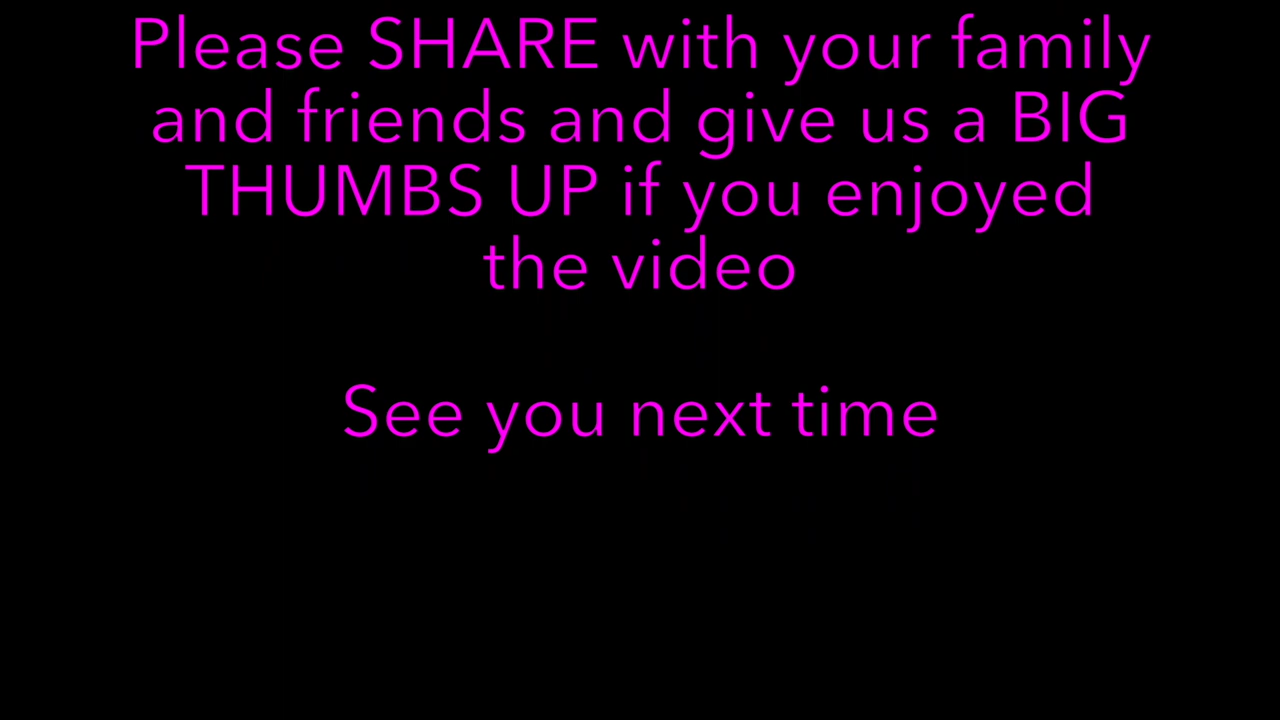 Please SHARE with your family
and friends and give us a BIG
THUMBS UP if you enjoyed
the video
See you next time